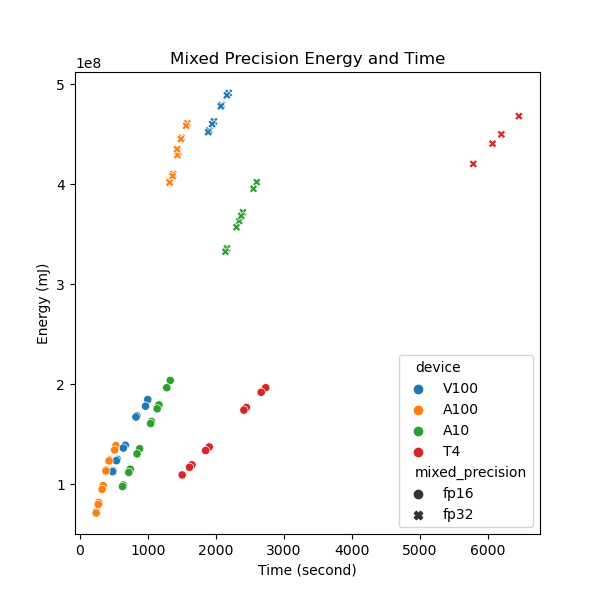 Mixed Precision Energy and Time
1e8
5
4
3
2
1
Energy (mJ)
device
V100
A100
A10
T4
mixed_precision
fp16
fp32
0 1000 2000 3000 4000 5000 6000
Time (second)